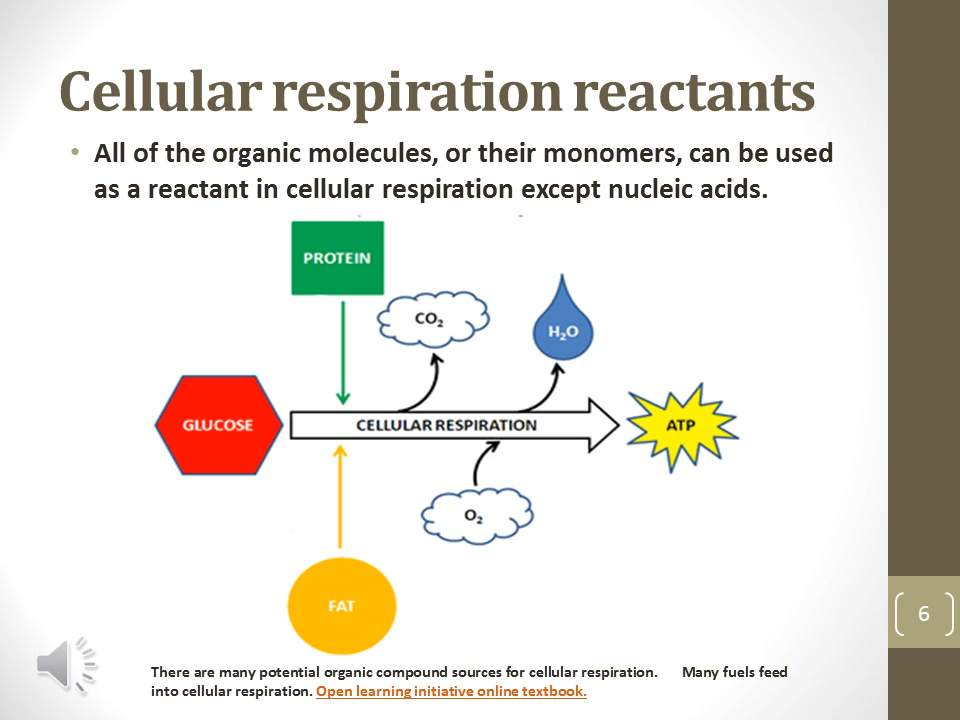 Cellular respiration reactants
• All of the organic molecules, or their monomers, can be used
as a reactant in cellular respiration except nucleic acids.
PROTEIN
CO₂
H₂O
GLUCOSE
CELLULAR RESPIRATION
ATP
O₂
FAT
6
There are many potential organic compound sources for cellular respiration. Many fuels feed
into cellular respiration. Open learning initiative online textbook.